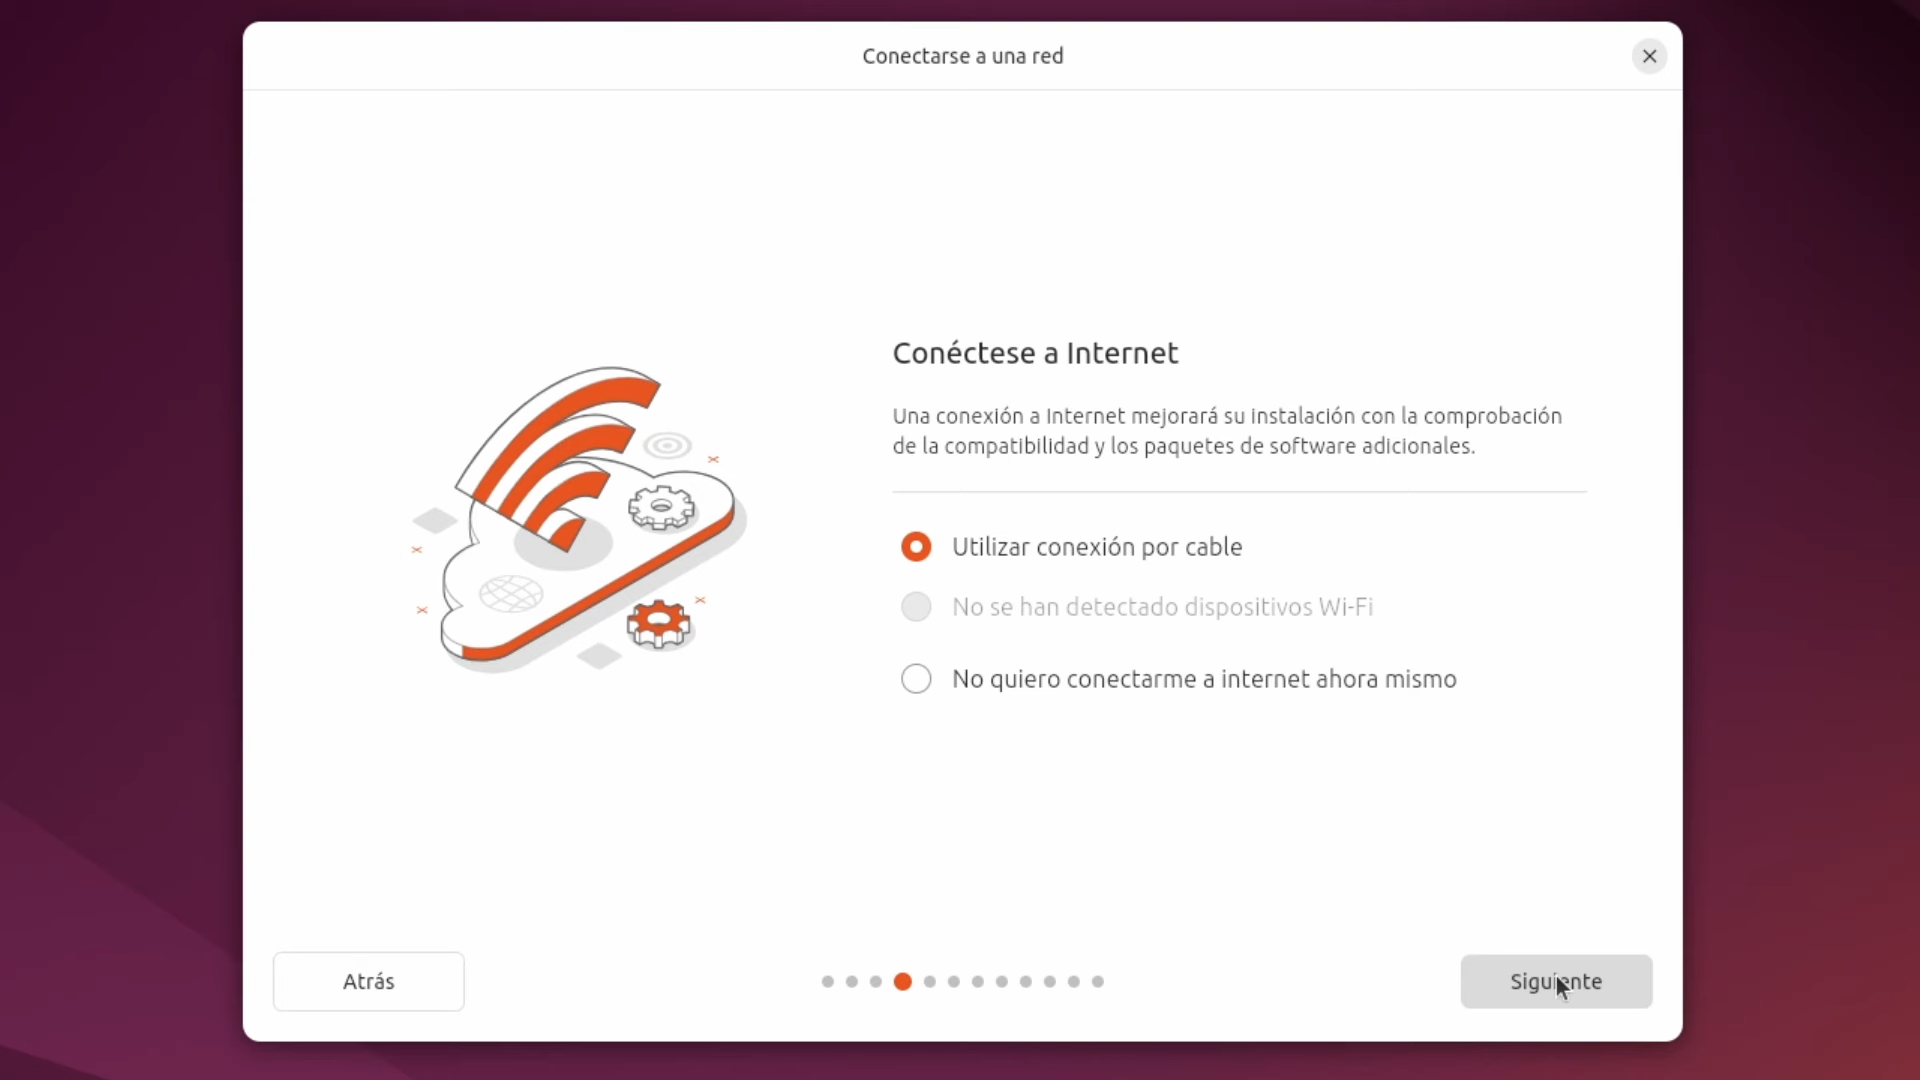 Conectarse a una red
Conéctese a Internet
Una conexión a Internet mejorará su instalación con la comprobación
de la compatibilidad y los paquetes de software adicionales.
Utilizar conexión por cable
No se han detectado dispositivos Wi-Fi
No quiero conectarme a internet ahora mismo
Atrás
Siguiente